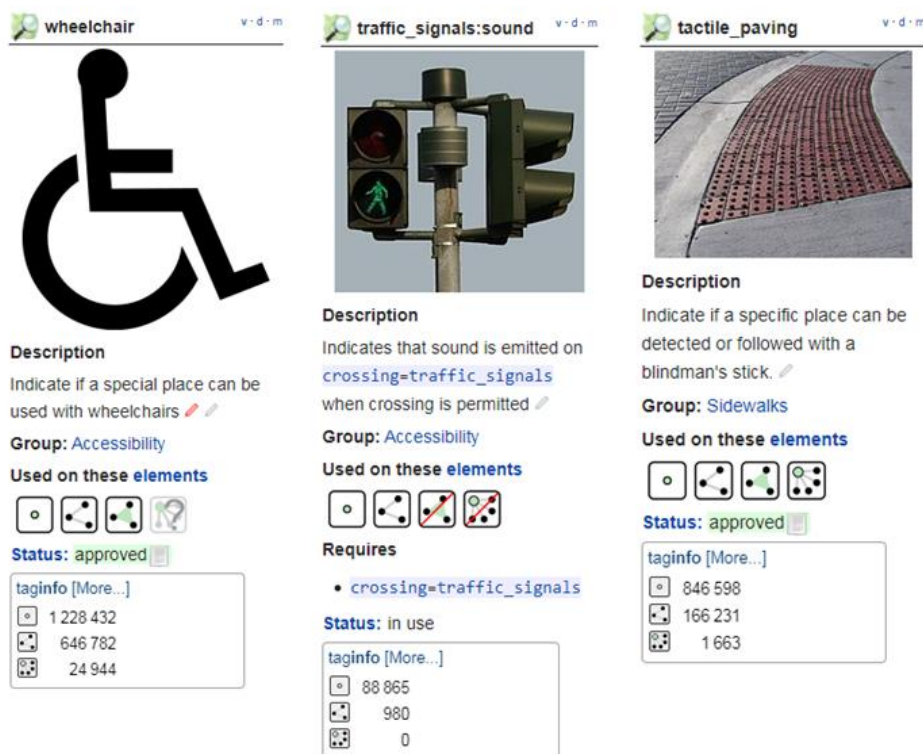 wheelchair
v · d · m
Description
Indicate if a special place can be
used with wheelchairs
Group: Accessibility
Used on these elements
Status: approved
taginfo [More...]
1 228 432
646 782
24 944
traffic_signals:sound
v · d · m
Description
Indicates that sound is emitted on
crossing=traffic_signals
when crossing is permitted
Group: Accessibility
Used on these elements
Requires
• crossing=traffic_signals
Status: in use
taginfo [More...]
88 865
980
0
tactile_paving
v · d · m
Description
Indicate if a specific place can be
detected or followed with a
blindman's stick.
Group: Sidewalks
Used on these elements
Status: approved
taginfo [More...]
846 598
166 231
1 663